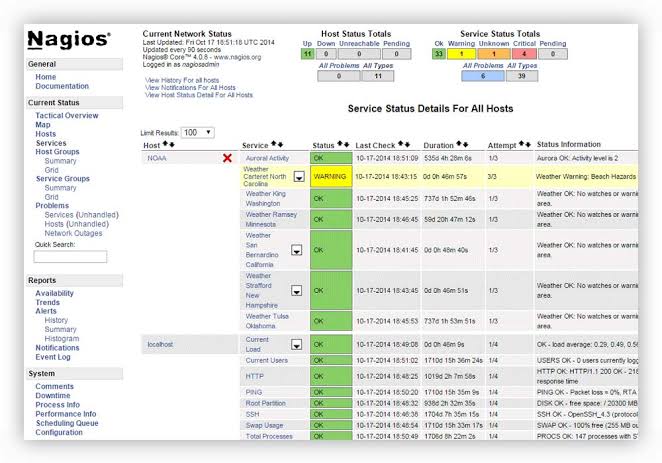 Nagios®
General
Home
Documentation
Current Status
Tactical Overview
Map
Hosts
Services
Host Groups
Summary
Grid
Service Groups
Summary
Grid
Problems
Services (Unhandled)
Hosts (Unhandled)
Network Outages
Quick Search:
Reports
Availability
Trends
Alerts
History
Summary
Histogram
Notifications
Event Log
System
Comments
Downtime
Process Info
Performance Info
Scheduling Queue
Configuration
Current Network Status
Last Updated: Fri Oct 17 18:51:18 UTC 2014
Updated every 90 seconds
Nagios® Core™ 4.0.8 - www.nagios.org
Logged in as nagiosadmin
View History For all hosts
View Notifications For All Hosts
View Host Status Detail For All Hosts
Host Status Totals
Up Down Unreachable Pending
11 0 0 0
All Problems All Types
0 11
Service Status Totals
Ok Warning Unknown Critical Pending
33 1 1 4 0
All Problems All Types
6 39
Service Status Details For All Hosts
Limit Results: 100
Host Service Status Last Check Duration Attempt Status Information
NOAA Auroral Activity OK 10-17-2014 18:51:09 535d 4h 28m 6s 1/3 Aurora OK: Activity level is 2
Weather
Carteret North
Carolina
WARNING 10-17-2014 18:43:15 0d 0h 46m 57s 3/3 Weather Warning: Beach Hazards
Weather King
Washington
OK 10-17-2014 18:45:25 737d 1h 52m 46s 1/3 Weather OK: No watches or
area.
Weather Ramsey
Minnesota
OK 10-17-2014 18:46:45 59d 20h 47m 12s 1/3 Weather OK: No watches or
area.
Weather
San
Bernardino
California
OK 10-17-2014 18:41:45 0d 0h 48m 40s 1/3 Weather OK: No watches or
area.
Weather
Strafford
New
Hampshire
OK 10-17-2014 18:43:45 0d 0h 46m 51s 1/3 Weather OK: No watches or
area.
Weather Tulsa
Oklahoma
OK 10-17-2014 18:45:53 737d 1h 53m 51s 1/3 Weather OK: No watches or
area.
localhost Current
Load
OK 10-17-2014 18:49:08 0d 0h 46m 9s 1/4 OK - load average: 0.29, 0.49,
Current Users OK 10-17-2014 18:51:02 1710d 15h 36m 24s 1/4 USERS OK - 0 users currently
HTTP OK 10-17-2014 18:48:25 1019d 2h 7m 58s 1/4 HTTP OK: HTTP/1.1 200 OK -
response time
PING OK 10-17-2014 18:50:20 1710d 15h 35m 9s 1/4 PING OK - Packet loss = 0%, RTA
Root Partition OK 10-17-2014 18:48:32 938d 2h 32m 35s 1/4 DISK OK - free space: / 20300 MB
SSH OK 10-17-2014 18:46:38 1704d 7h 35m 15s 1/4 SSH OK - OpenSSH_4.3 (protocol
Swap Usage OK 10-17-2014 18:48:54 1710d 15h 35m 9s 1/4 SWAP OK - 100% free (255 MB
Total Processes OK 10-17-2014 18:50:49 1706d 8h 22m 2s 1/4 PROCS OK: 147 processes with